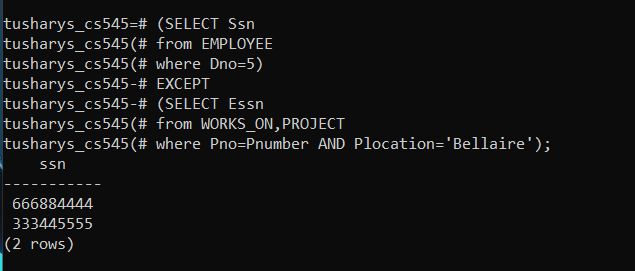 tusharys_cs545=# (SELECT Ssn
tusharys_cs545(# from EMPLOYEE
tusharys_cs545(# where Dno=5)
tusharys_cs545-# EXCEPT
tusharys_cs545-# (SELECT Essn
tusharys_cs545(# from WORKS_ON,PROJECT
tusharys_cs545(# where Pno=Pnumber AND Plocation='Bellaire');
    ssn
-----------
 666884444
 333445555
(2 rows)